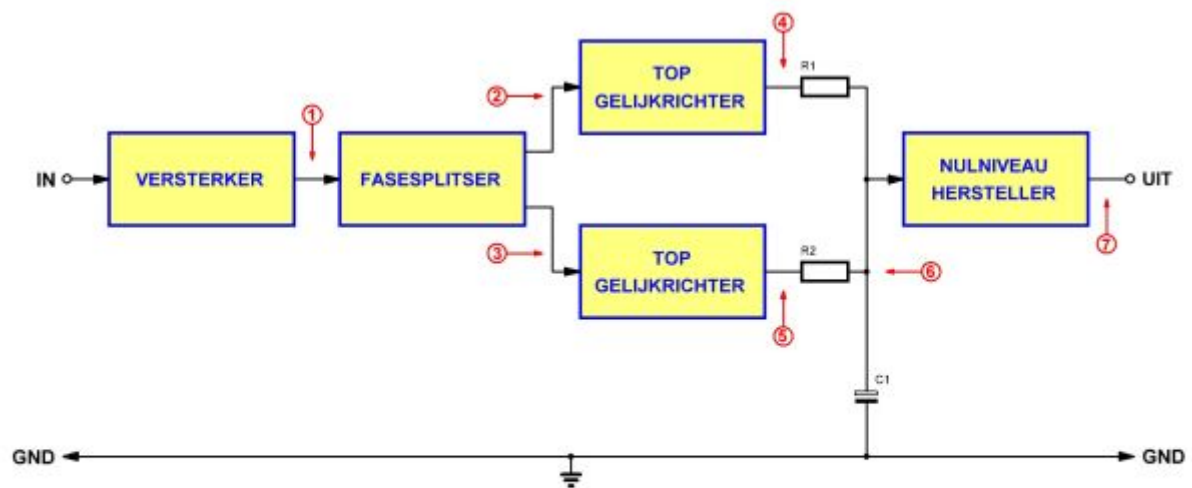 ④
TOP
GELIJKRICHTER
R1
②
①
IN
VERSTERKER
FASESPLITSER
NULNIVEAU
HERSTELLER
UIT
③
TOP
GELIJKRICHTER
R2
⑥
⑦
⑤
C1
GND
GND